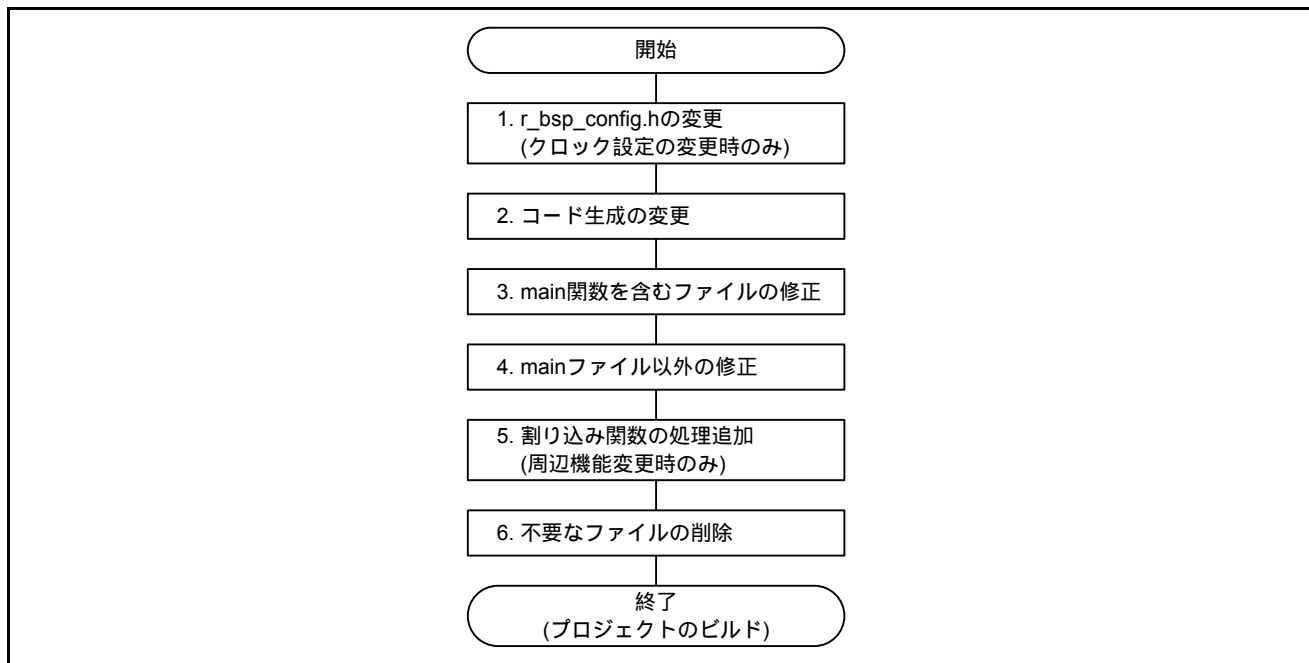 開始
1. r_bsp_config.hの変更
(クロック設定の変更時のみ)
2. コード生成の変更
3. main関数を含むファイルの修正
4. mainファイル以外の修正
5. 割り込み関数の処理追加
(周辺機能変更時のみ)
6. 不要なファイルの削除
終了
(プロジェクトのビルド)